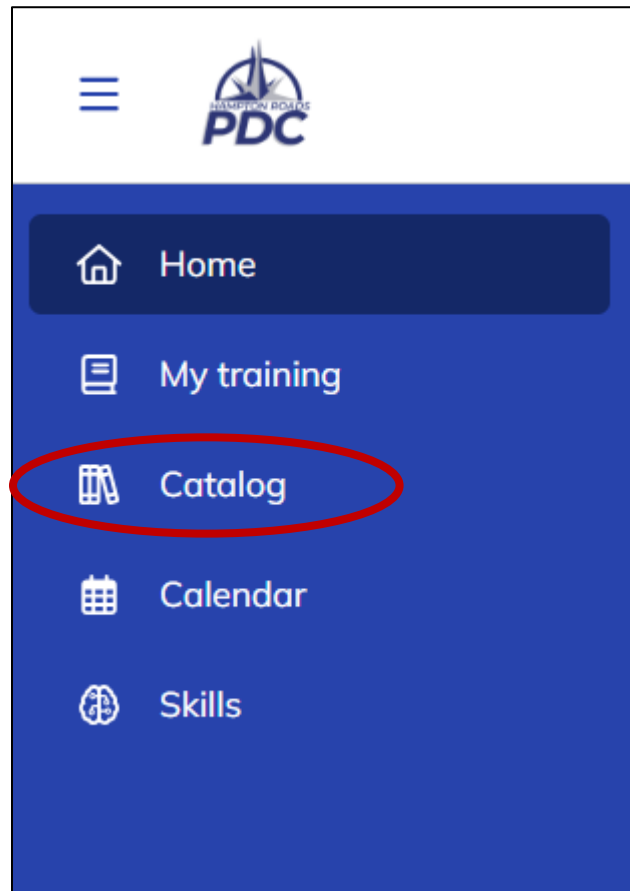 HAMPTON ROADS
PDC
Home
My training
Catalog
Calendar
Skills